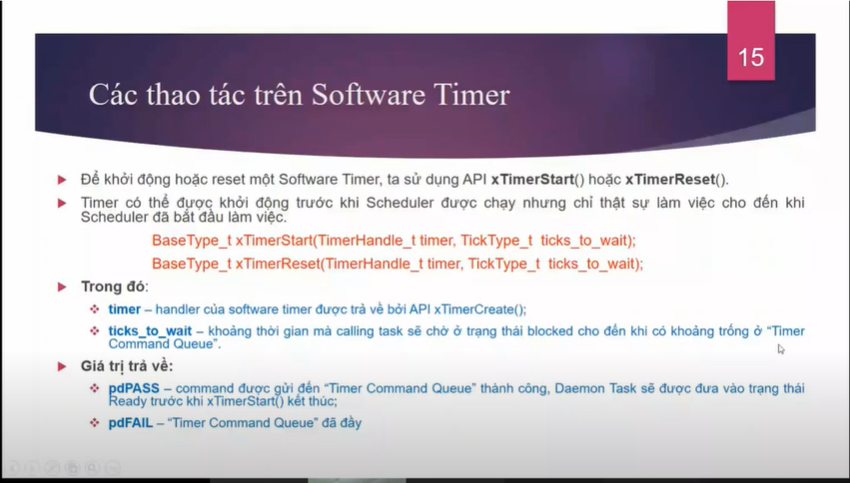 15
Các thao tác trên Software Timer
Để khởi động hoặc reset một Software Timer, ta sử dụng API xTimerStart() hoặc xTimerReset().
Timer có thể được khởi động trước khi Scheduler được chạy nhưng chỉ thật sự làm việc cho đến khi
Scheduler đã bắt đầu làm việc.
BaseType_t xTimerStart(TimerHandle_t timer, TickType_t ticks_to_wait);
BaseType_t xTimerReset(TimerHandle_t timer, TickType_t ticks_to_wait);
Trong đó:
timer – handler của software timer được trả về bởi API xTimerCreate();
ticks_to_wait – khoảng thời gian mà calling task sẽ chờ ở trạng thái blocked cho đến khi có khoảng trống ở “Timer
Command Queue”.
Giá trị trả về:
pdPASS – command được gửi đến “Timer Command Queue” thành công, Daemon Task sẽ được đưa vào trạng thái
Ready trước khi xTimerStart() kết thúc;
pdFAIL – “Timer Command Queue” đã đầy